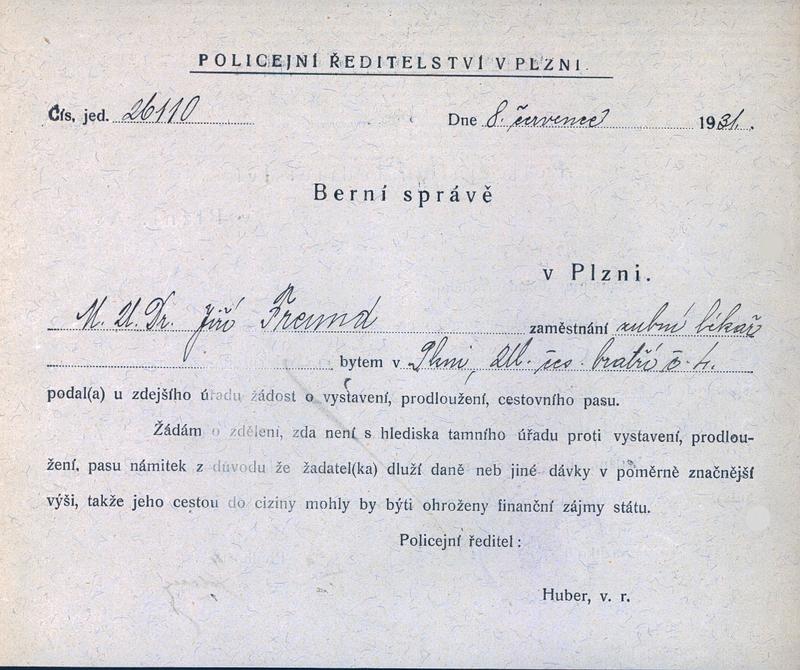 POLICEJNÍ ŘEDITELSTVÍ V PLZNI.
Čís. jed. 26110 Dne 8. července 1931.
Berní správě
v Plzni.
M. U. Dr. Jiří Freund zaměstnání zubní lékař
bytem v Plzni, čes. bratří č. 4.
podal(a) u zdejšího úřadu žádost o vystavení, prodloužení, cestovního pasu.
Žádám o zdělení, zda není s hlediska tamního úřadu proti vystavení, prodlou-
žení, pasu námitek z důvodu že žadatel(ka) dluží daně neb jiné dávky v poměrně značnější
výši, takže jeho cestou do ciziny mohly by býti ohroženy finanční zájmy státu.
Policejní ředitel:
Huber, v. r.